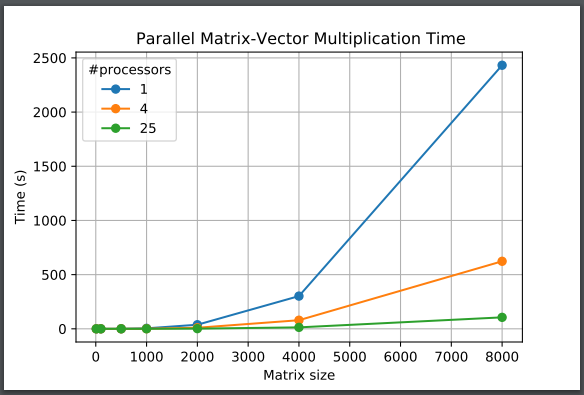 Parallel Matrix-Vector Multiplication Time
#processors
1
4
25
2500
2000
1500
1000
500
0
Time (s)
0 1000 2000 3000 4000 5000 6000 7000 8000
Matrix size